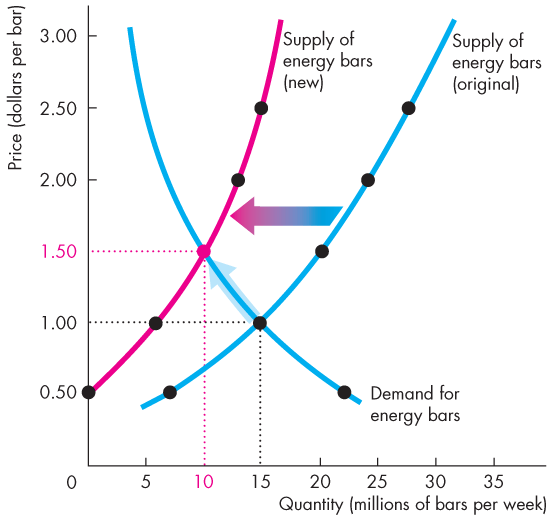 Price (dollars per bar)
3.00
2.50
2.00
1.50
1.00
0.50
0
Supply of
energy bars
(new)
Supply of
energy bars
(original)
Demand for
energy bars
5
10
15
20
25
30
35
Quantity (millions of bars per week)